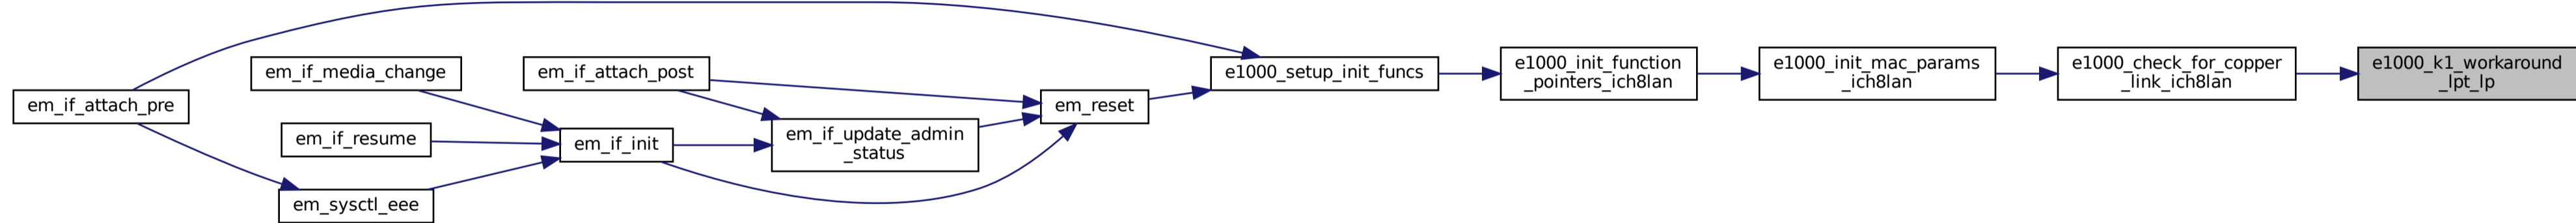 em_if_attach_pre
em_if_media_change
em_if_resume
em_sysctl_eee
em_if_attach_post
em_if_init
em_if_update_admin
_status
em_reset
e1000_setup_init_funcs
e1000_init_function
_pointers_ich8lan
e1000_init_mac_params
_ich8lan
e1000_check_for_copper
_link_ich8lan
e1000_k1_workaround
_lpt_lp